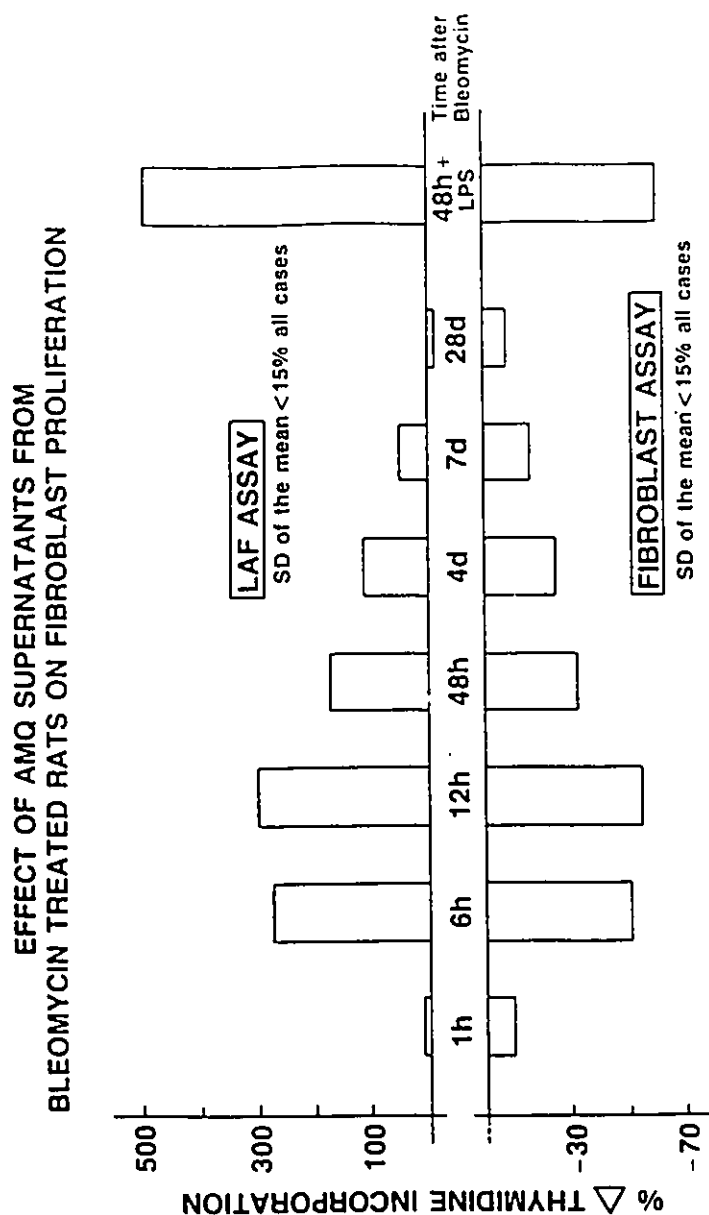 EFFECT OF AMQ SUPERNATANTS FROM
BLEOMYCIN TREATED RATS ON FIBROBLAST PROLIFERATION
% △ THYMIDINE INCORPORATION
500
300
100
-30
-70
LAF ASSAY
SD of the mean <15% all cases
1h
6h
12h
48h
4d
7d
28d
48h +
LPS
Time after
Bleomycin
FIBROBLAST ASSAY
SD of the mean <15% all cases